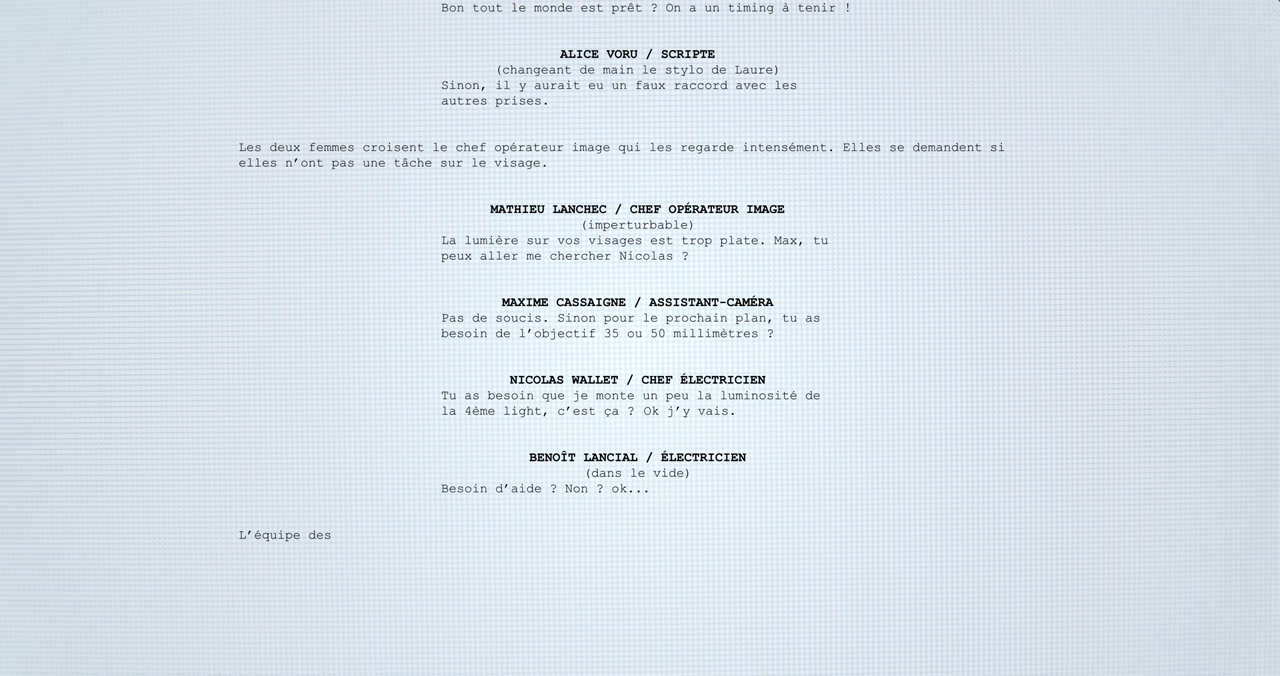 Bon tout le monde est prêt ? On a un timing à tenir !
ALICE VORU / SCRIPTE
(changeant de main le stylo de Laure)
Sinon, il y aurait eu un faux raccord avec les
autres prises.
Les deux femmes croisent le chef opérateur image qui les regarde intensément. Elles se demandent si
elles n’ont pas une tâche sur le visage.
MATHIEU LANCHEC / CHEF OPÉRATEUR IMAGE
(imperturbable)
La lumière sur vos visages est trop plate. Max, tu
peux aller me chercher Nicolas ?
MAXIME CASSAIGNE / ASSISTANT-CAMÉRA
Pas de soucis. Sinon pour le prochain plan, tu as
besoin de l’objectif 35 ou 50 millimètres ?
NICOLAS WALLET / CHEF ÉLECTRICIEN
Tu as besoin que je monte un peu la luminosité de
la 4ème light, c’est ça ? Ok j’y vais.
BENOÎT LANCIAL / ÉLECTRICIEN
(dans le vide)
Besoin d’aide ? Non ? ok...
L’équipe des